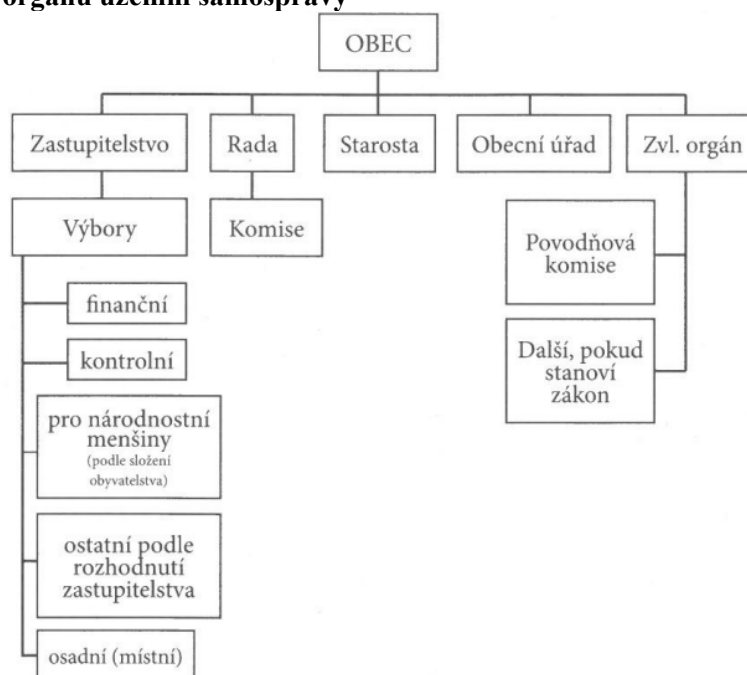 orgánů územní samosprávy
OBEC
Zastupitelstvo
Rada
Starosta
Obecní úřad
Zvl. orgán
Výbory
Komise
Povodňová
komise
finanční
kontrolní
Další, pokud
stanoví
zákon
pro národnostní
menšiny
(podle složení
obyvatelstva)
ostatní podle
rozhodnutí
zastupitelstva
osadní (místní)